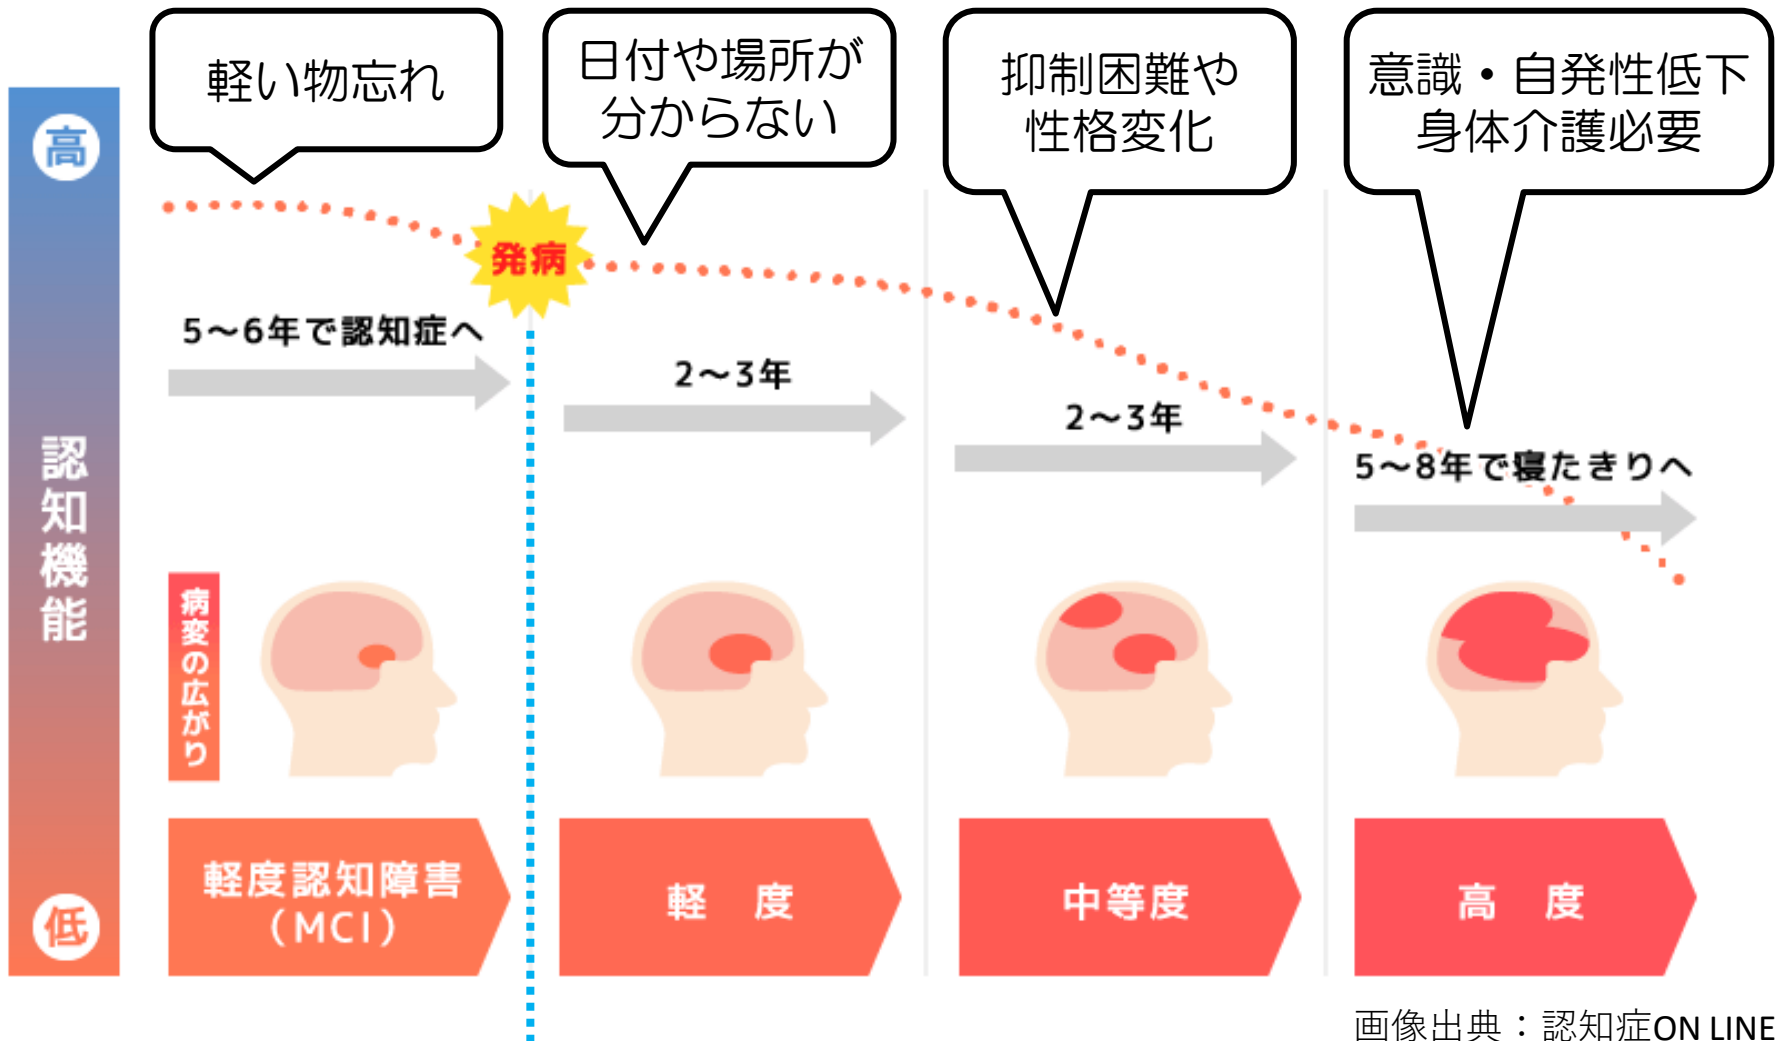 軽い物忘れ
日付や場所が
分からない
抑制困難や
性格変化
意識・自発性低下
身体介護必要
高
認知機能
低
発病
5〜6年で認知症へ
2〜3年
2〜3年
5〜8年で寝たきりへ
病変の広がり
軽度認知障害
（MCI）
軽　度
中等度
高　度
画像出典：認知症ON LINE